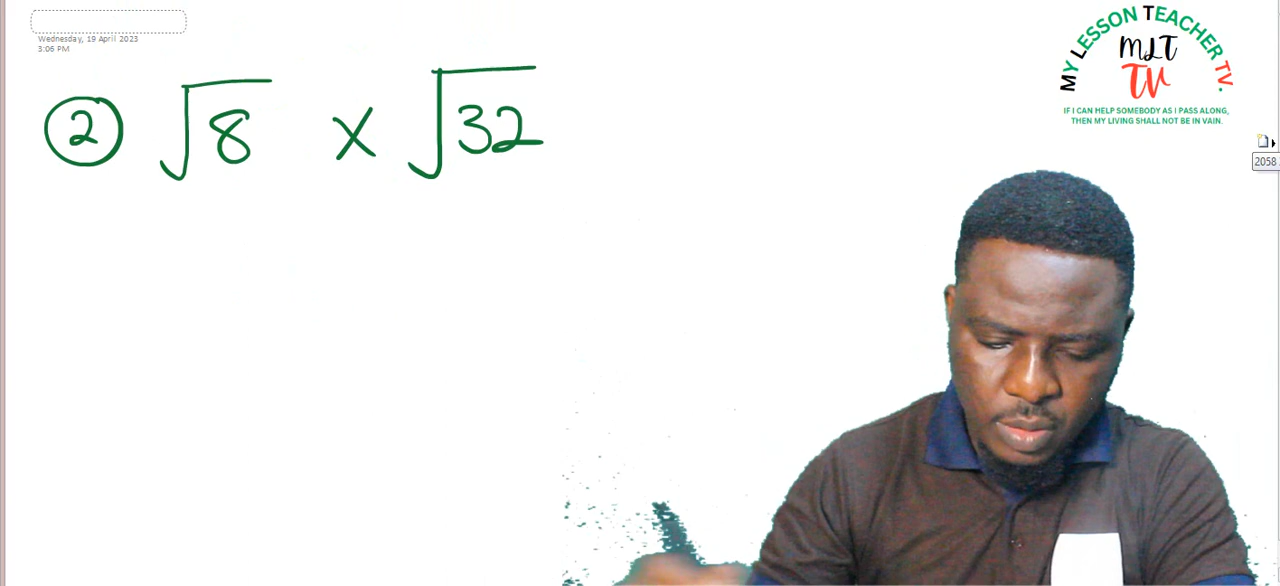 Wednesday, 19 April 2023
3:06 PM
② √8 × √32
MY LESSON TEACHER TV.
MLT
TV
IF I CAN HELP SOMEBODY AS I PASS ALONG,
THEN MY LIVING SHALL NOT BE IN VAIN.
2058